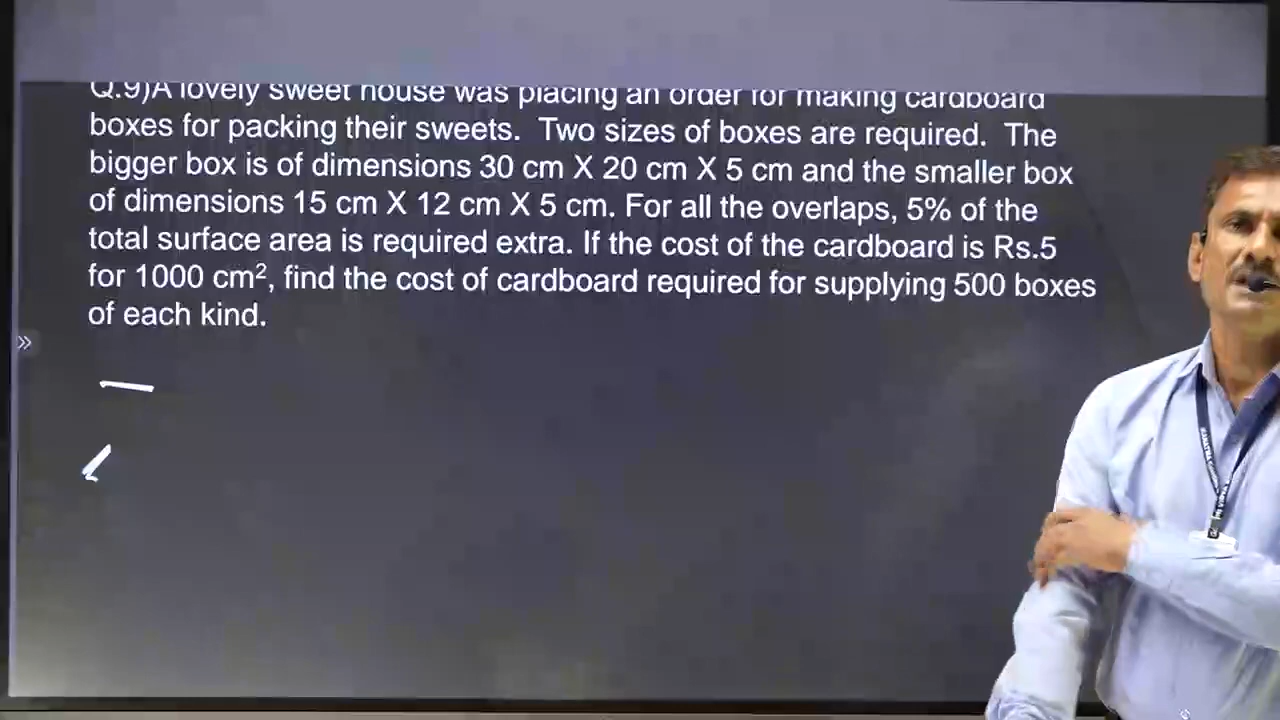 Q.9)A lovely sweet house was placing an order for making cardboard
boxes for packing their sweets. Two sizes of boxes are required. The
bigger box is of dimensions 30 cm X 20 cm X 5 cm and the smaller box
of dimensions 15 cm X 12 cm X 5 cm. For all the overlaps, 5% of the
total surface area is required extra. If the cost of the cardboard is Rs.5
for 1000 cm², find the cost of cardboard required for supplying 500 boxes
of each kind.